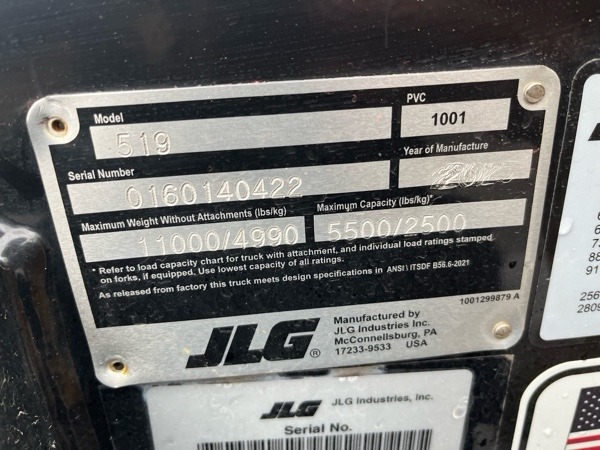 Model
519
PVC
1001
Serial Number
0160140422
Year of Manufacture
Maximum Weight Without Attachments (lbs/kg)
11000/4990
Maximum Capacity (lbs/kg)*
5500/2500
* Refer to load capacity chart for truck with attachment, and individual load ratings stamped
on forks, if equipped. Use lowest capacity of all ratings.
As released from factory this truck meets design specifications in ANSI \ ITSDF B56.6-2021
1001299879 A
JLG ®
Manufactured by
JLG Industries Inc.
McConnellsburg, PA
17233-9533 USA
JLG JLG Industries, Inc.
Serial No.